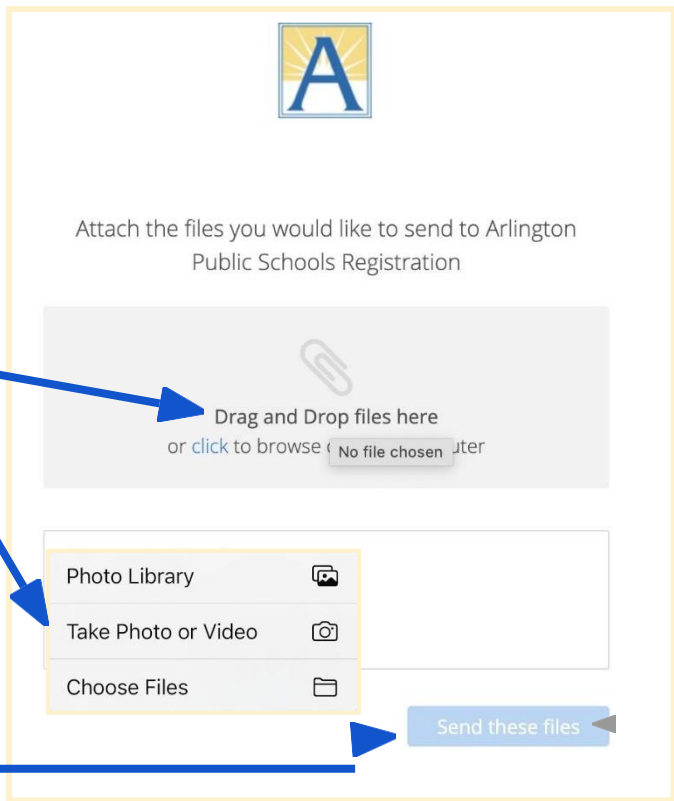 A
Attach the files you would like to send to Arlington
Public Schools Registration
Drag and Drop files here
or click to browse
No file chosen
Photo Library
Take Photo or Video
Choose Files
Send these files